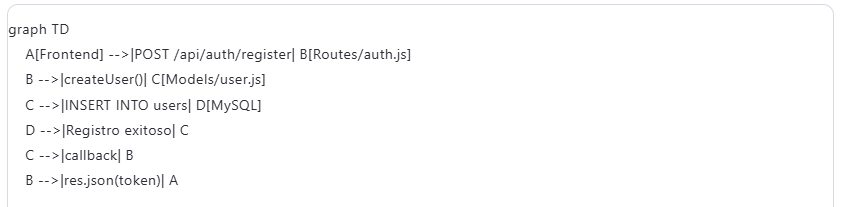 graph TD
A[Frontend] -->|POST /api/auth/register| B[Routes/auth.js]
B -->|createUser()| C[Models/user.js]
C -->|INSERT INTO users| D[MySQL]
D -->|Registro exitoso| C
C -->|callback| B
B -->|res.json(token)| A